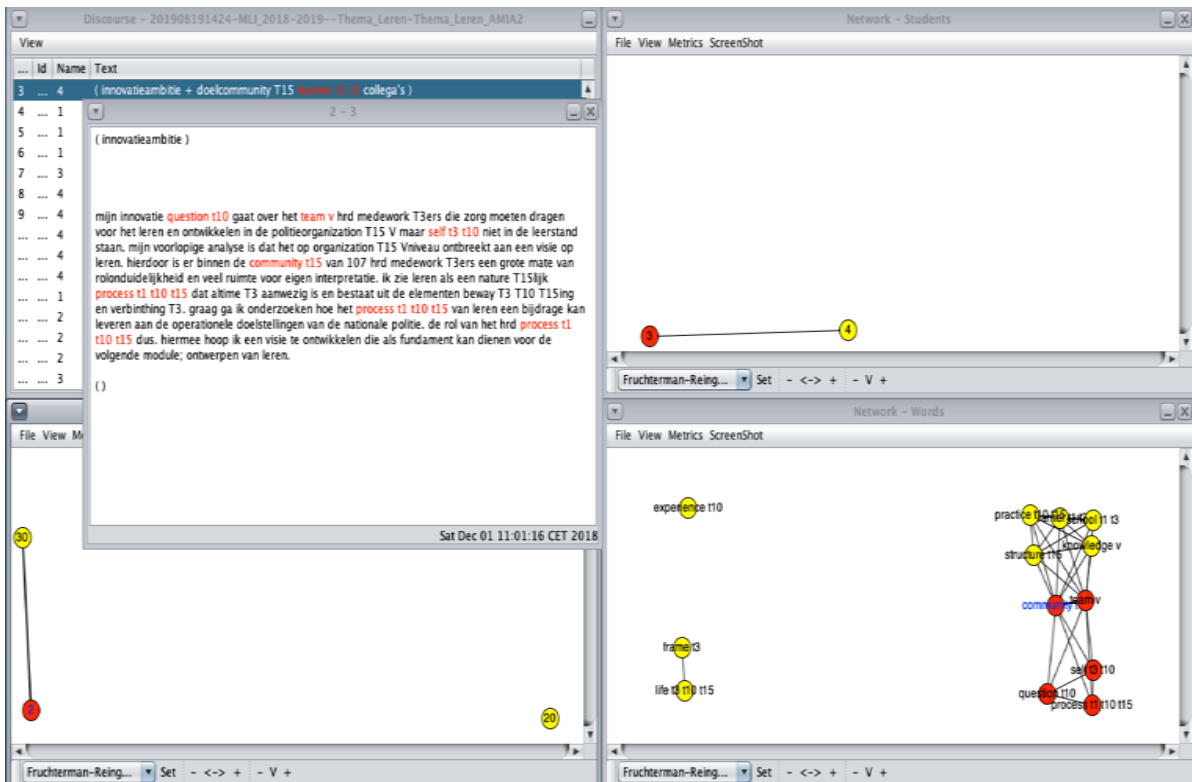 Discourse - 201908191424-MLI_2018-2019--Thema_Leren-Thema_Leren_AMIA2
View
... Id Name Text
3 ... 4 ( innovatieambitie + doelcommunity T15 collega's )
4 ... 1
5 ... 1
6 ... 1
7 ... 3
8 ... 4
9 ... 4
... ... 4
... ... 4
... ... 4
... ... 1
... ... 2
... ... 2
... ... 2
... ... 3
2 - 3
( innovatieambitie )
mijn innovatie question t10 gaat over het team v hrd medework T3ers die zorg moeten dragen
voor het leren en ontwikkelen in de politieorganization T15 V maar self t3 t10 niet in de leerstand
staan. mijn voorlopige analyse is dat het op organization T15 Vniveau ontbreekt aan een visie op
leren. hierdoor is er binnen de community t15 van 107 hrd medework T3ers een grote mate van
rolonduidelijkheid en veel ruimte voor eigen interpretatie. ik zie leren als een nature T15lijk
process t1 t10 t15 dat altime T3 aanwezig is en bestaat uit de elementen beway T3 T10 T15ing
en verbinthing T3. graag ga ik onderzoeken hoe het process t1 t10 t15 van leren een bijdrage kan
leveren aan de operationele doelstellingen van de nationale politie. de rol van het hrd process t1
t10 t15 dus. hiermee hoop ik een visie te ontwikkelen die als fundament kan dienen voor de
volgende module; ontwerpen van leren.
()
Sat Dec 01 11:01:16 CET 2018
Network - Students
File View Metrics ScreenShot
3
4
Fruchterman-Reing... Set - <-> + - V +
File View M
30
2
20
Fruchterman-Reing... Set - <-> + - V +
Network - Words
File View Metrics ScreenShot
experience t10
practice school t1 t3
structure t15
knowledge v
community
team v
frame t3
life t3 t10 t15
self t3 t10
question t10
process t1 t10 t15
Fruchterman-Reing... Set - <-> + - V +